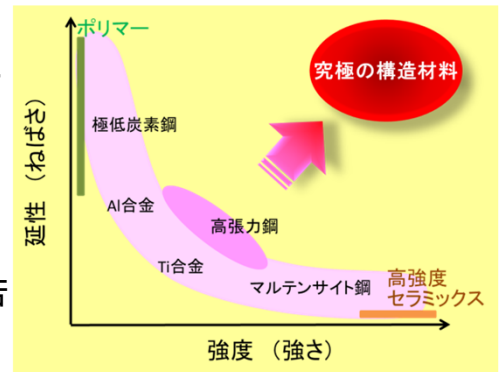 ポリマー
究極の構造材料
極低炭素鋼
Al合金
高張力鋼
Ti合金
マルテンサイト鋼
高強度
セラミックス
延性 (ねばさ)
強度 (強さ)